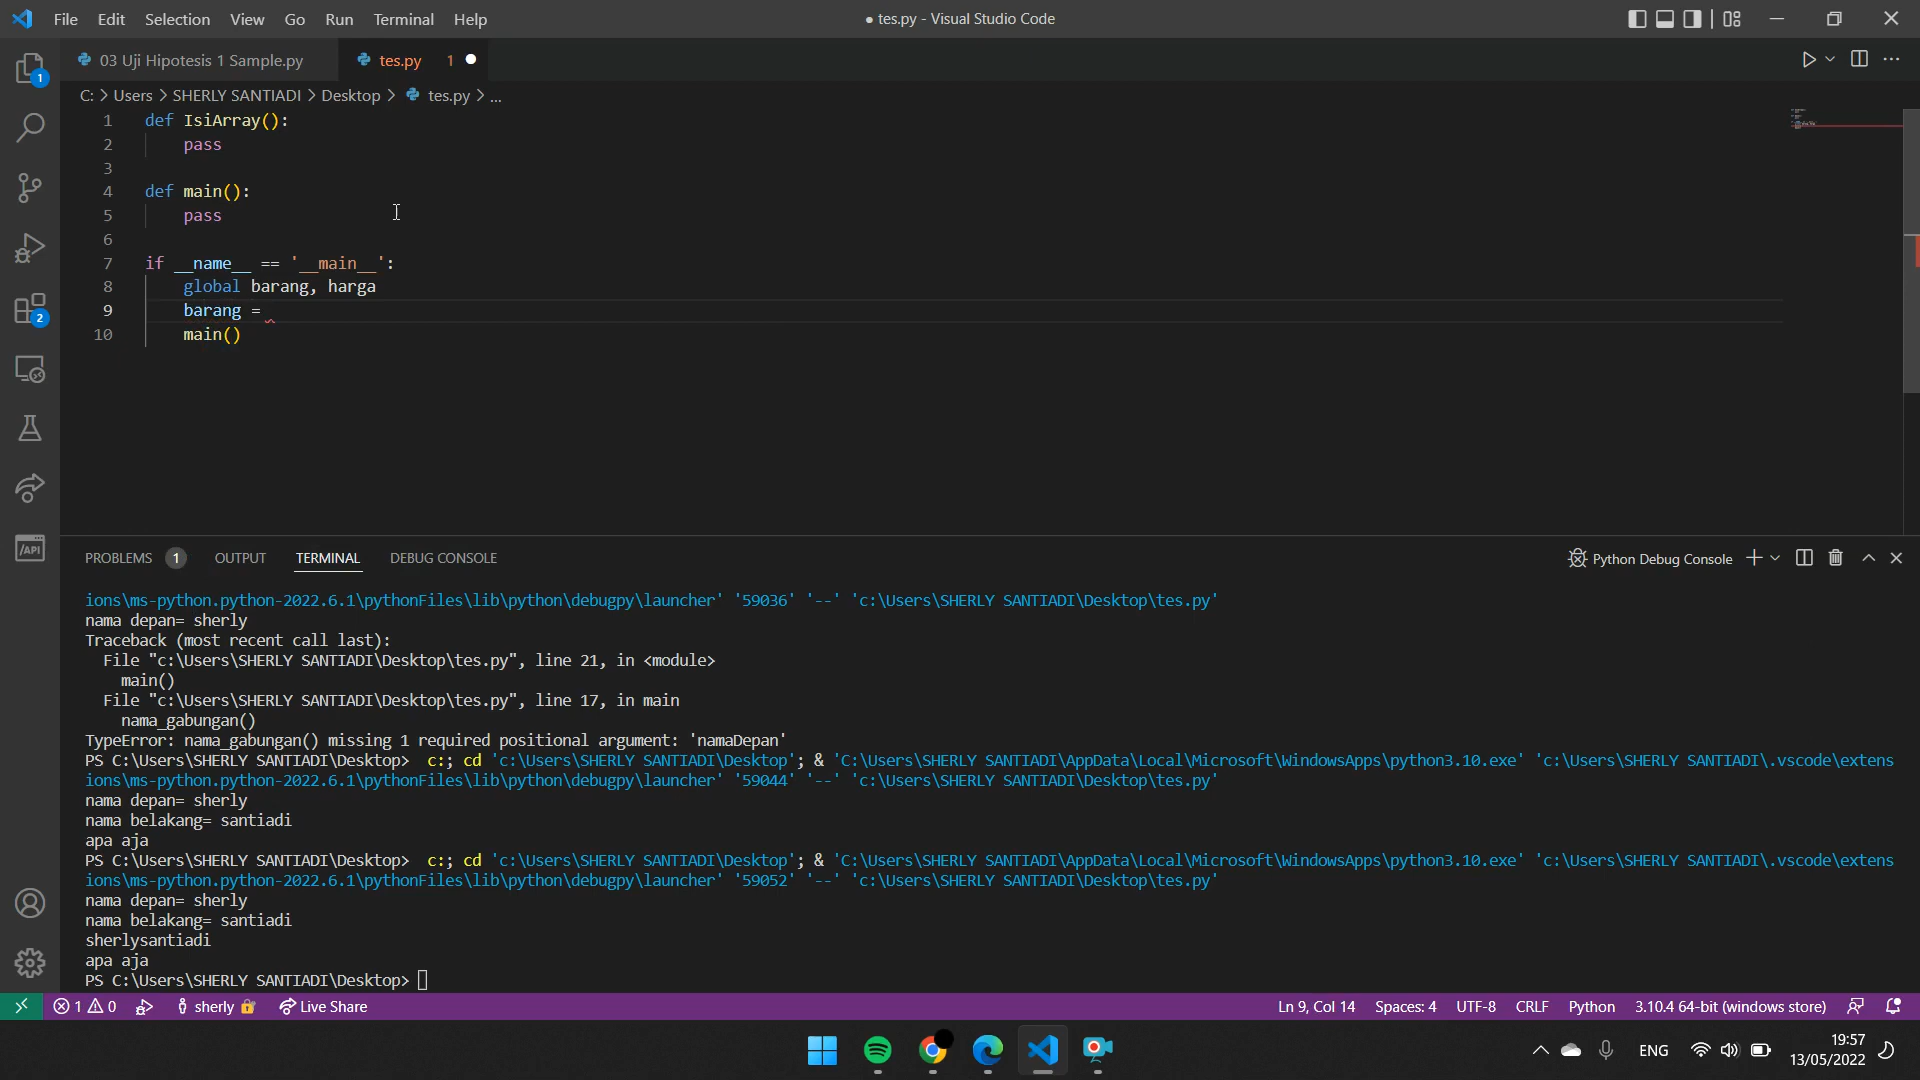 File Edit Selection View Go Run Terminal Help
● tes.py - Visual Studio Code
03 Uji Hipotesis 1 Sample.py
tes.py 1 ●
C: > Users > SHERLY SANTIADI > Desktop > tes.py > ...
1 def IsiArray():
2 pass
3
4 def main():
5 pass
6
7 if __name__ == '__main__':
8 global barang, harga
9 barang =
10 main()
1
2
/API
PROBLEMS 1 OUTPUT TERMINAL DEBUG CONSOLE
Python Debug Console
ions\ms-python.python-2022.6.1\pythonFiles\lib\python\debugpy\launcher' '59036' '--' 'c:\Users\SHERLY SANTIADI\Desktop\tes.py'
nama depan= sherly
Traceback (most recent call last):
File "c:\Users\SHERLY SANTIADI\Desktop\tes.py", line 21, in <module>
main()
File "c:\Users\SHERLY SANTIADI\Desktop\tes.py", line 17, in main
nama_gabungan()
TypeError: nama_gabungan() missing 1 required positional argument: 'namaDepan'
PS C:\Users\SHERLY SANTIADI\Desktop> c:; cd 'c:\Users\SHERLY SANTIADI\Desktop'; & 'C:\Users\SHERLY SANTIADI\AppData\Local\Microsoft\WindowsApps\python3.10.exe' 'c:\Users\SHERLY SANTIADI\.vscode\extens
ions\ms-python.python-2022.6.1\pythonFiles\lib\python\debugpy\launcher' '59044' '--' 'c:\Users\SHERLY SANTIADI\Desktop\tes.py'
nama depan= sherly
nama belakang= santiadi
apa aja
PS C:\Users\SHERLY SANTIADI\Desktop> c:; cd 'c:\Users\SHERLY SANTIADI\Desktop'; & 'C:\Users\SHERLY SANTIADI\AppData\Local\Microsoft\WindowsApps\python3.10.exe' 'c:\Users\SHERLY SANTIADI\.vscode\extens
ions\ms-python.python-2022.6.1\pythonFiles\lib\python\debugpy\launcher' '59052' '--' 'c:\Users\SHERLY SANTIADI\Desktop\tes.py'
nama depan= sherly
nama belakang= santiadi
sherlysantiadi
apa aja
PS C:\Users\SHERLY SANTIADI\Desktop>
1 0 sherly Live Share
Ln 9, Col 14 Spaces: 4 UTF-8 CRLF Python 3.10.4 64-bit (windows store)
ENG
19:57
13/05/2022